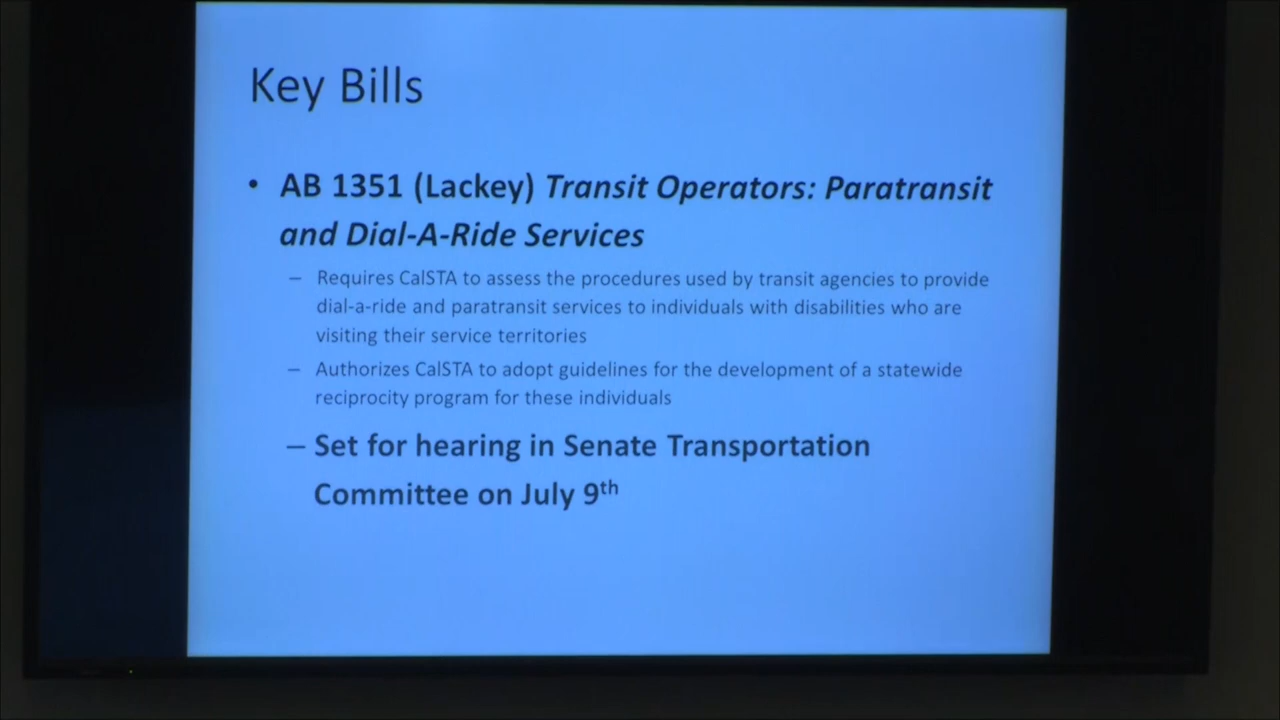 Key Bills
• AB 1351 (Lackey) Transit Operators: Paratransit
and Dial-A-Ride Services
– Requires CalSTA to assess the procedures used by transit agencies to provide
dial-a-ride and paratransit services to individuals with disabilities who are
visiting their service territories
– Authorizes CalSTA to adopt guidelines for the development of a statewide
reciprocity program for these individuals
– Set for hearing in Senate Transportation
Committee on July 9th